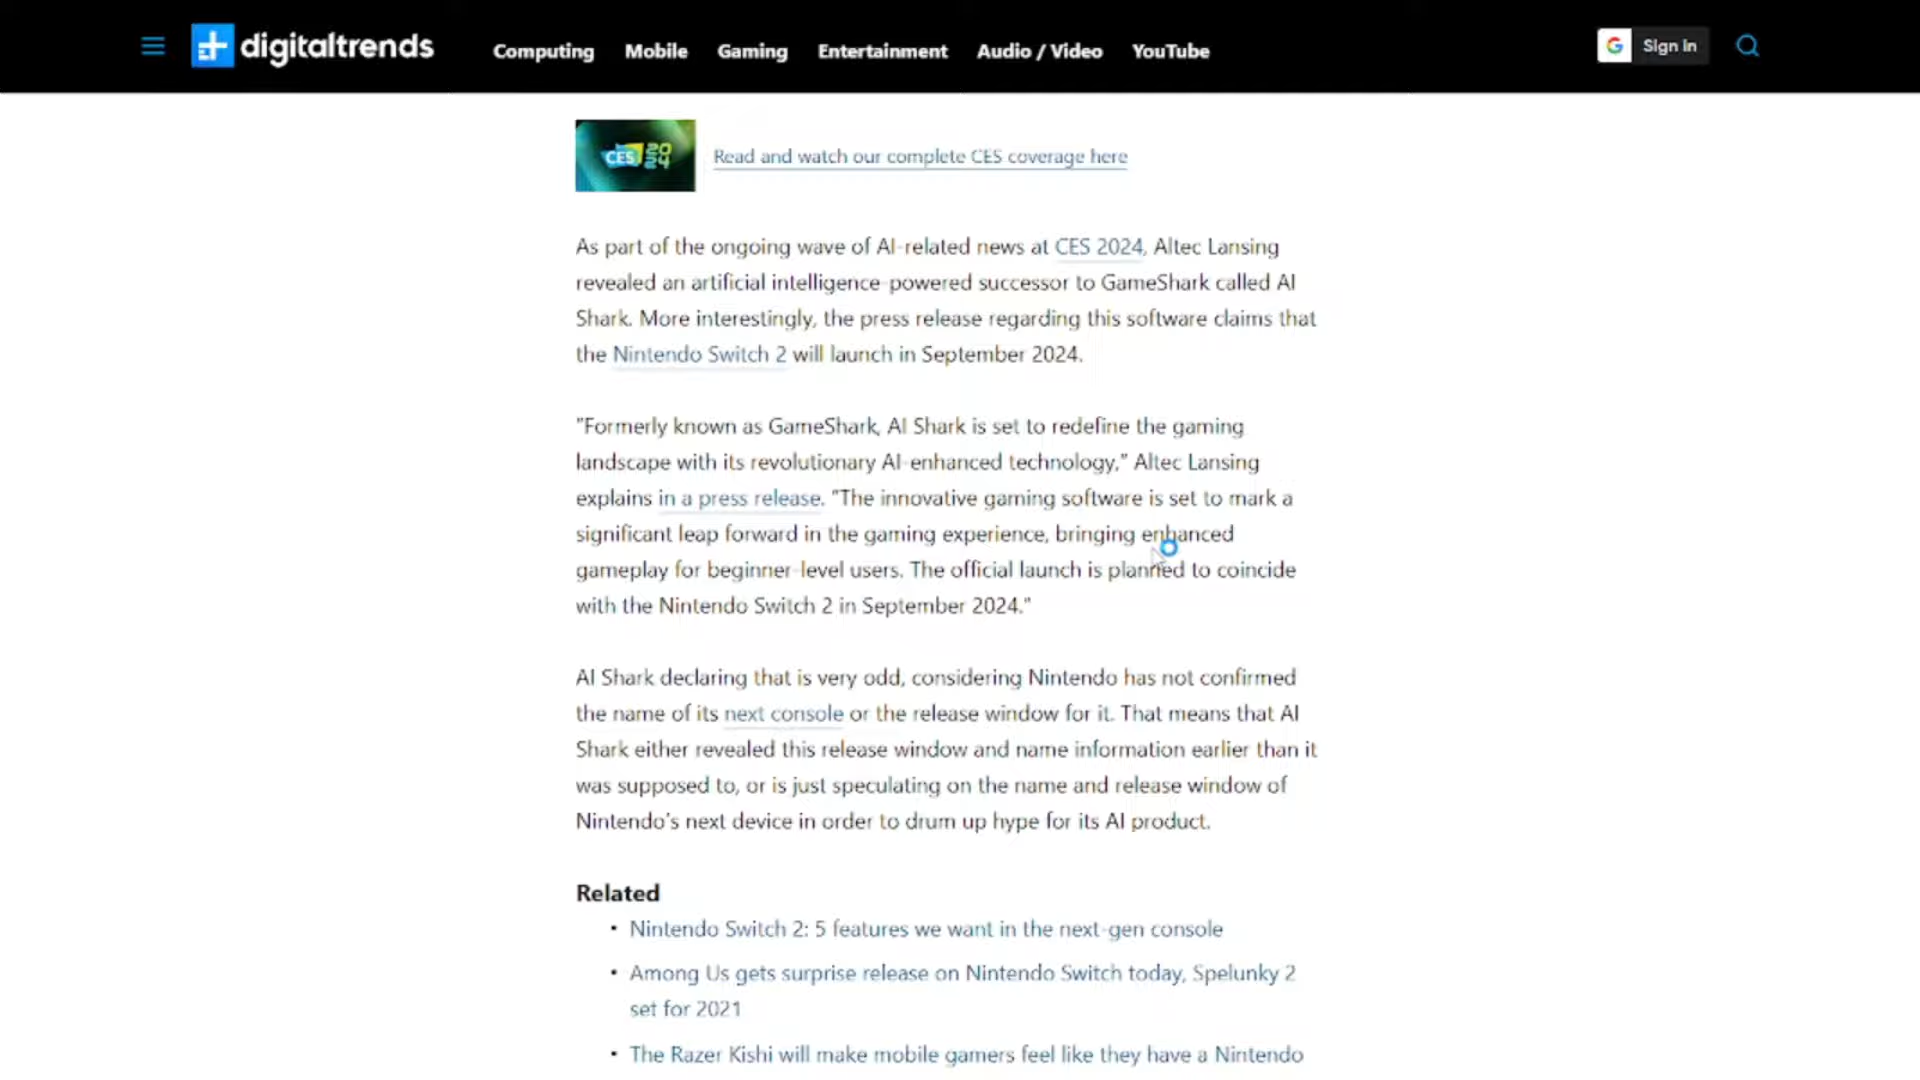 digitaltrends Computing Mobile Gaming Entertainment Audio / Video YouTube G Sign in
CES 2024 Read and watch our complete CES coverage here
As part of the ongoing wave of AI-related news at CES 2024, Altec Lansing
revealed an artificial intelligence-powered successor to GameShark called AI
Shark. More interestingly, the press release regarding this software claims that
the Nintendo Switch 2 will launch in September 2024.
"Formerly known as GameShark, AI Shark is set to redefine the gaming
landscape with its revolutionary AI-enhanced technology," Altec Lansing
explains in a press release. "The innovative gaming software is set to mark a
significant leap forward in the gaming experience, bringing enhanced
gameplay for beginner-level users. The official launch is planned to coincide
with the Nintendo Switch 2 in September 2024."
AI Shark declaring that is very odd, considering Nintendo has not confirmed
the name of its next console or the release window for it. That means that AI
Shark either revealed this release window and name information earlier than it
was supposed to, or is just speculating on the name and release window of
Nintendo's next device in order to drum up hype for its AI product.
Related
• Nintendo Switch 2: 5 features we want in the next-gen console
• Among Us gets surprise release on Nintendo Switch today, Spelunky 2
set for 2021
• The Razer Kishi will make mobile gamers feel like they have a Nintendo